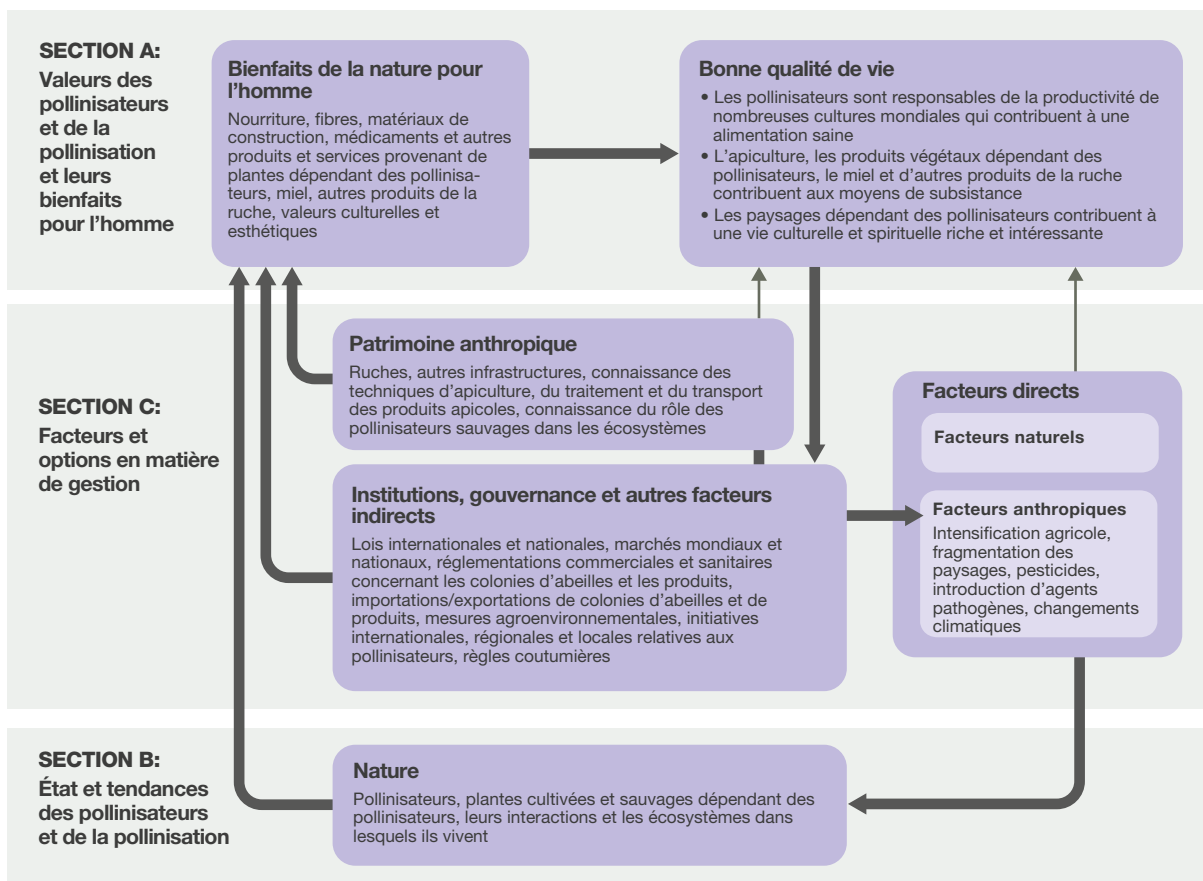 SECTION A:
Valeurs des
pollinisateurs
et de la
pollinisation
et leurs
bienfaits
pour l’homme
Bienfaits de la nature pour
l’homme
Nourriture, fibres, matériaux de
construction, médicaments et autres
produits et services provenant de
plantes dépendant des pollinisa-
teurs, miel, autres produits de la
ruche, valeurs culturelles et
esthétiques
Bonne qualité de vie
• Les pollinisateurs sont responsables de la productivité de
nombreuses cultures mondiales qui contribuent à une
alimentation saine
• L’apiculture, les produits végétaux dépendant des
pollinisateurs, le miel et d’autres produits de la ruche
contribuent aux moyens de subsistance
• Les paysages dépendant des pollinisateurs contribuent à
une vie culturelle et spirituelle riche et intéressante
SECTION C:
Facteurs et
options en matière
de gestion
Patrimoine anthropique
Ruches, autres infrastructures, connaissance des
techniques d’apiculture, du traitement et du transport
des produits apicoles, connaissance du rôle des
pollinisateurs sauvages dans les écosystèmes
Institutions, gouvernance et autres facteurs
indirects
Lois internationales et nationales, marchés mondiaux et
nationaux, réglementations commerciales et sanitaires
concernant les colonies d’abeilles et les produits,
importations/exportations de colonies d’abeilles et de
produits, mesures agroenvironnementales, initiatives
internationales, régionales et locales relatives aux
pollinisateurs, règles coutumières
Facteurs directs
Facteurs naturels
Facteurs anthropiques
Intensification agricole,
fragmentation des
paysages, pesticides,
introduction d’agents
pathogènes, changements
climatiques
SECTION B:
État et tendances
des pollinisateurs
et de la pollinisation
Nature
Pollinisateurs, plantes cultivées et sauvages dépendant des
pollinisateurs, leurs interactions et les écosystèmes dans
lesquels ils vivent